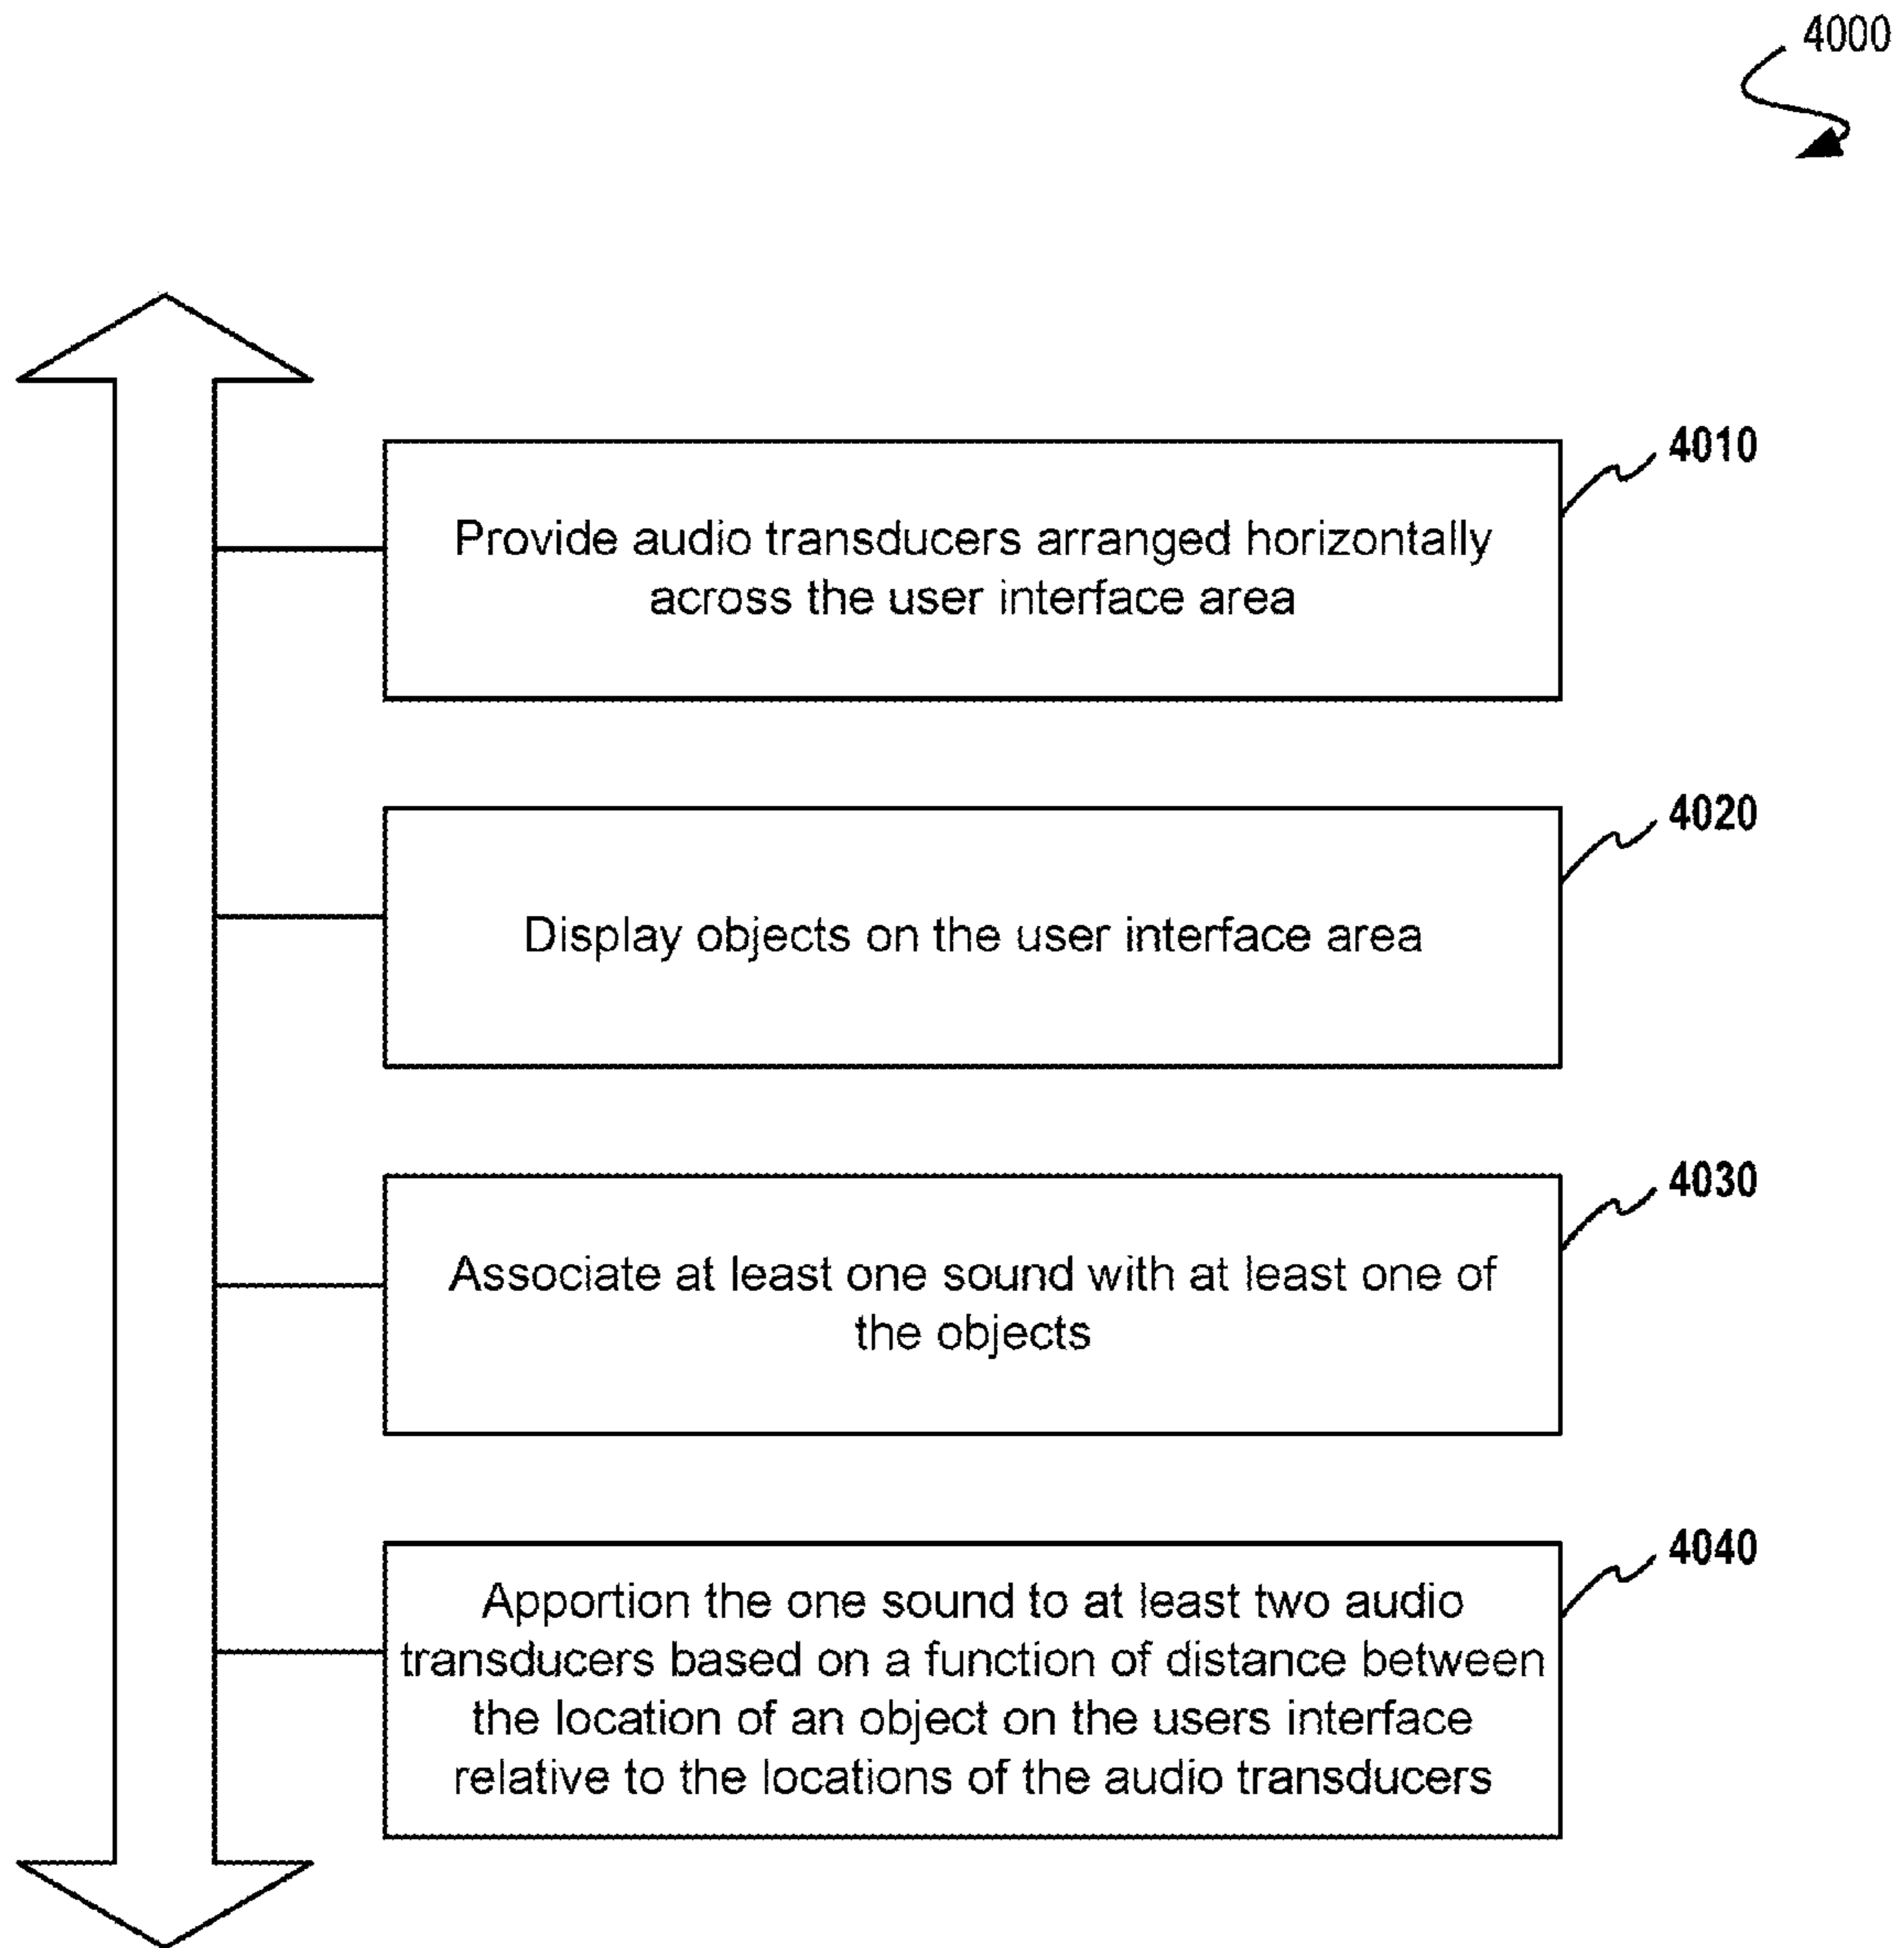 4000
4010
Provide audio transducers arranged horizontally
across the user interface area
4020
Display objects on the user interface area
4030
Associate at least one sound with at least one of
the objects
4040
Apportion the one sound to at least two audio
transducers based on a function of distance between
the location of an object on the users interface
relative to the locations of the audio transducers